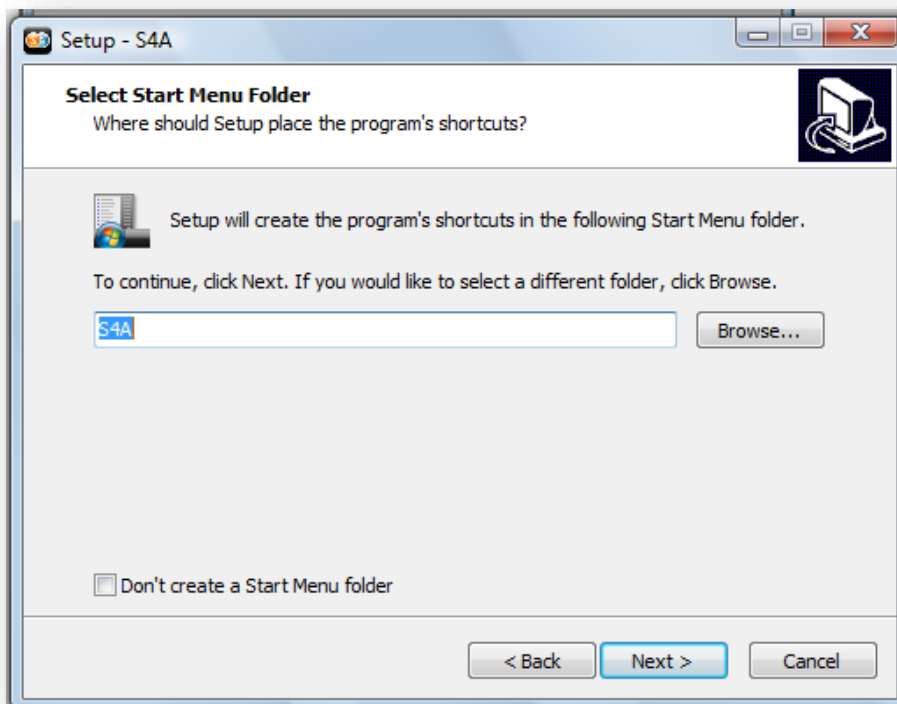 Setup - S4A
Select Start Menu Folder
Where should Setup place the program's shortcuts?
Setup will create the program's shortcuts in the following Start Menu folder.
To continue, click Next. If you would like to select a different folder, click Browse.
S4A
Browse...
Don't create a Start Menu folder
< Back
Next >
Cancel